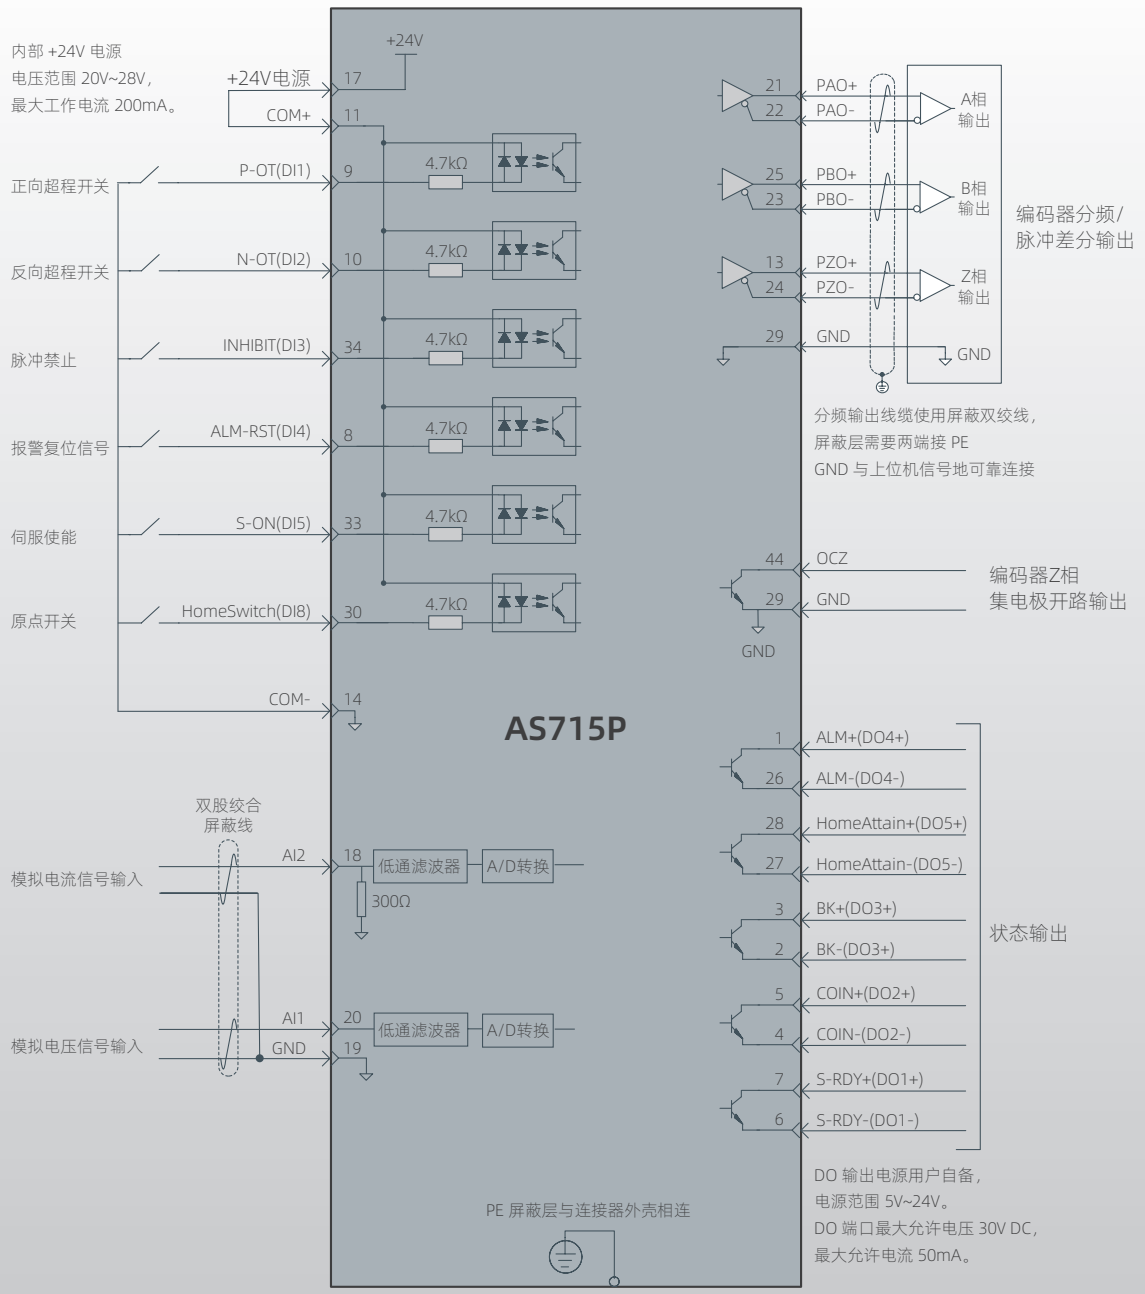 内部 +24V 电源
电压范围 20V~28V，
最大工作电流 200mA。
+24V电源
17
+24V
COM+
11
正向超程开关
P-OT(DI1)
9
4.7kΩ
反向超程开关
N-OT(DI2)
10
4.7kΩ
脉冲禁止
INHIBIT(DI3)
34
4.7kΩ
报警复位信号
ALM-RST(DI4)
8
4.7kΩ
伺服使能
S-ON(DI5)
33
4.7kΩ
原点开关
HomeSwitch(DI8)
30
4.7kΩ
COM-
14
AS715P
双股绞合
屏蔽线
模拟电流信号输入
AI2
18
低通滤波器
A/D转换
300Ω
模拟电压信号输入
AI1
20
低通滤波器
A/D转换
GND
19
PE 屏蔽层与连接器外壳相连
21
PAO+
22
PAO-
A相
输出
25
PBO+
23
PBO-
B相
输出
13
PZO+
24
PZO-
Z相
输出
29
GND
GND
编码器分频/
脉冲差分输出
分频输出线缆使用屏蔽双绞线，
屏蔽层需要两端接 PE
GND 与上位机信号地可靠连接
44
OCZ
29
GND
GND
编码器Z相
集电极开路输出
1
ALM+(DO4+)
26
ALM-(DO4-)
28
HomeAttain+(DO5+)
27
HomeAttain-(DO5-)
3
BK+(DO3+)
2
BK-(DO3+)
5
COIN+(DO2+)
4
COIN-(DO2-)
7
S-RDY+(DO1+)
6
S-RDY-(DO1-)
状态输出
DO 输出电源用户自备，
电源范围 5V~24V。
DO 端口最大允许电压 30V DC，
最大允许电流 50mA。